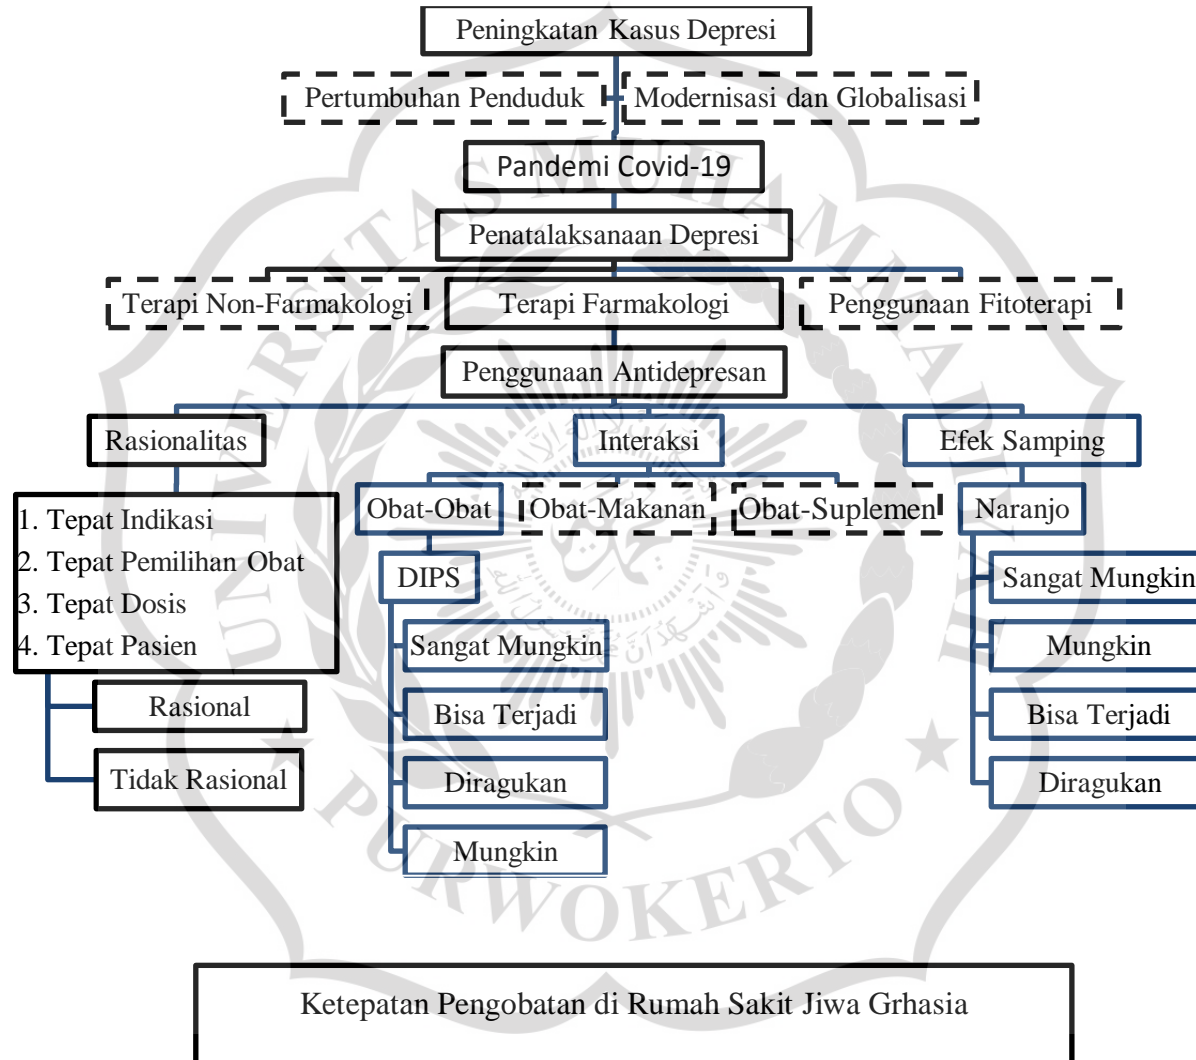 Peningkatan Kasus Depresi
Pertumbuhan Penduduk
Modernisasi dan Globalisasi
Pandemi Covid-19
Penatalaksanaan Depresi
Terapi Non-Farmakologi
Terapi Farmakologi
Penggunaan Fitoterapi
Penggunaan Antidepresan
Rasionalitas
Interaksi
Efek Samping
1. Tepat Indikasi
2. Tepat Pemilihan Obat
3. Tepat Dosis
4. Tepat Pasien
Rasional
Tidak Rasional
Obat-Obat
Obat-Makanan
Obat-Suplemen
DIPS
Sangat Mungkin
Bisa Terjadi
Diragukan
Mungkin
Naranjo
Sangat Mungkin
Mungkin
Bisa Terjadi
Diragukan
Ketepatan Pengobatan di Rumah Sakit Jiwa Grhasia
UNIVERSITAS MUHAMMADIYAH
PURWOKERTO